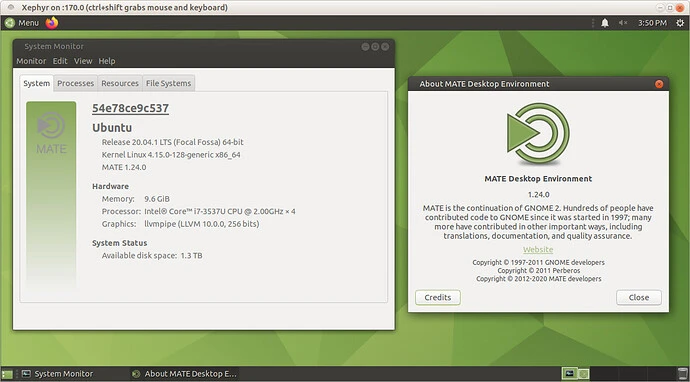 Xephyr on :170.0 (ctrl+shift grabs mouse and keyboard)
Menu
3:50 PM
System Monitor
Monitor Edit View Help
System Processes Resources File Systems
MATE
54e78ce9c537
Ubuntu
Release 20.04.1 LTS (Focal Fossa) 64-bit
Kernel Linux 4.15.0-128-generic x86_64
MATE 1.24.0
Hardware
Memory: 9.6 GiB
Processor: Intel® Core™ i7-3537U CPU @ 2.00GHz × 4
Graphics: llvmpipe (LLVM 10.0.0, 256 bits)
System Status
Available disk space: 1.3 TB
About MATE Desktop Environment
MATE Desktop Environment
1.24.0
MATE is the continuation of GNOME 2. Hundreds of people have
contributed code to GNOME since it was started in 1997; many
more have contributed in other important ways, including
translations, documentation, and quality assurance.
Website
Copyright © 1997-2011 GNOME developers
Copyright © 2011 Perberos
Copyright © 2012-2020 MATE developers
Credits
Close
System Monitor
About MATE Desktop E...